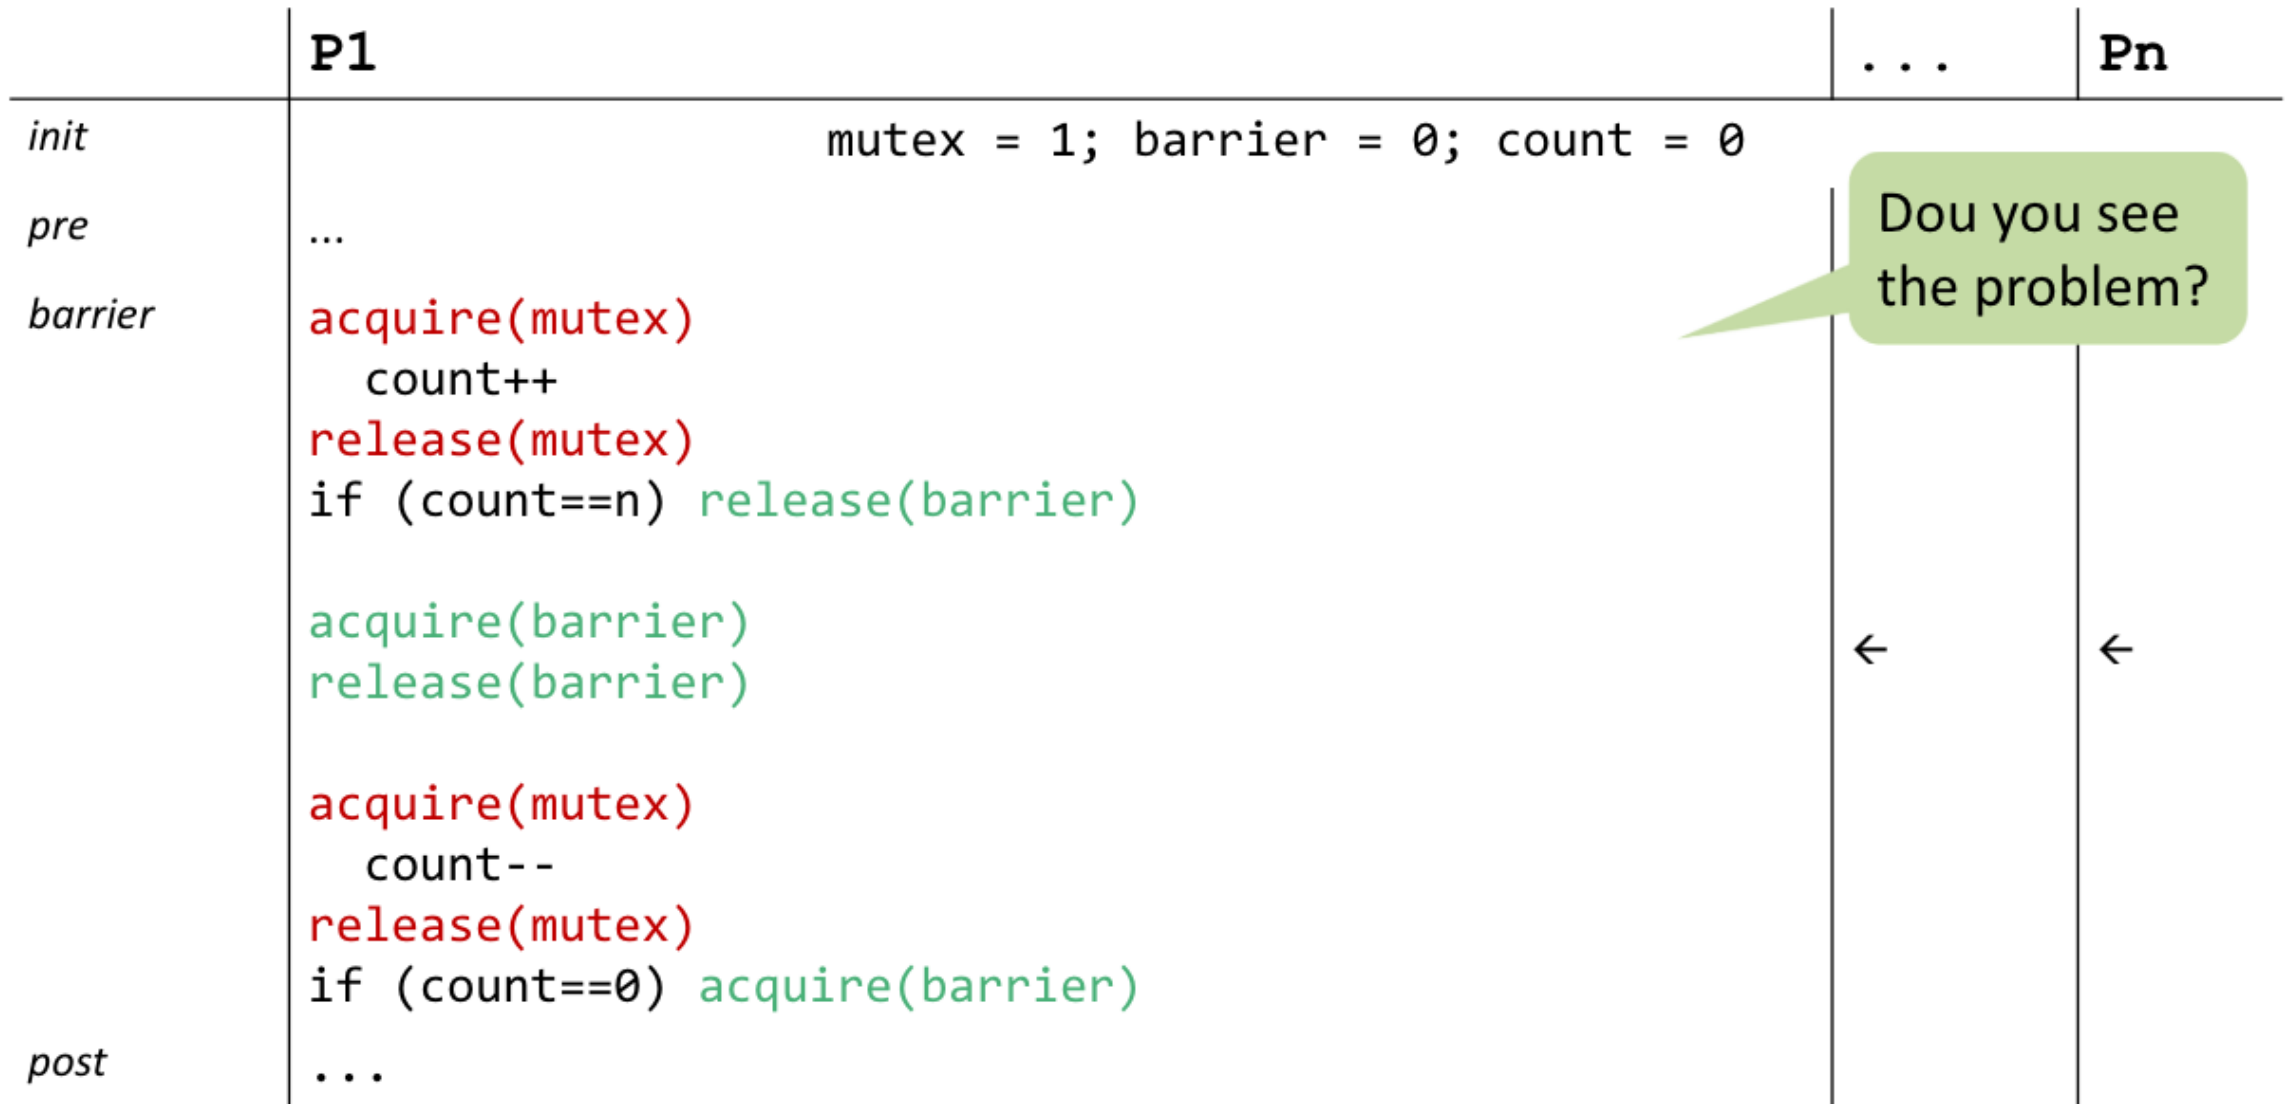 P1 ... Pn
init mutex = 1; barrier = 0; count = 0
Dou you see
the problem?
pre ...
barrier acquire(mutex)
count++
release(mutex)
if (count==n) release(barrier)
acquire(barrier) ← ←
release(barrier)
acquire(mutex)
count--
release(mutex)
if (count==0) acquire(barrier)
post ...